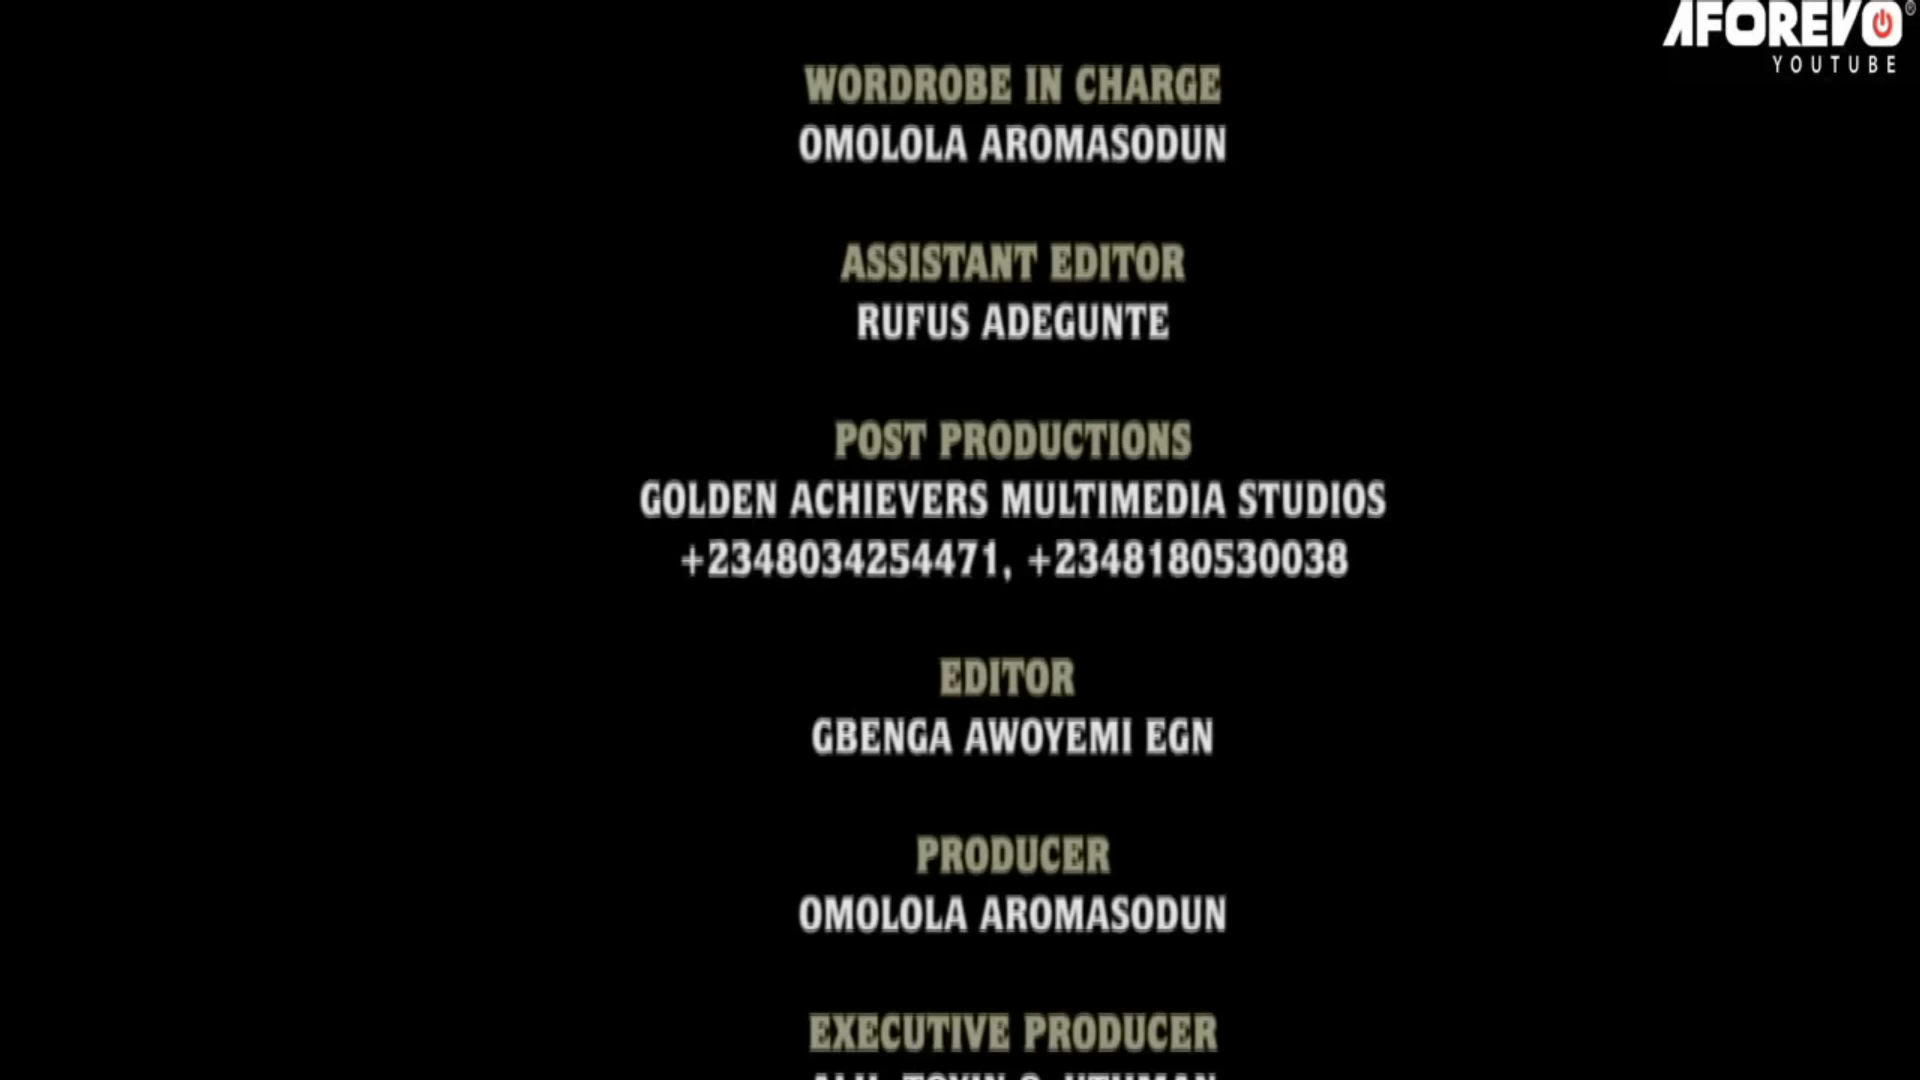 AFOREVO
YOUTUBE
WORDROBE IN CHARGE
OMOLOLA AROMASODUN
ASSISTANT EDITOR
RUFUS ADEGUNTE
POST PRODUCTIONS
GOLDEN ACHIEVERS MULTIMEDIA STUDIOS
+2348034254471, +2348180530038
EDITOR
GBENGA AWOYEMI EGN
PRODUCER
OMOLOLA AROMASODUN
EXECUTIVE PRODUCER